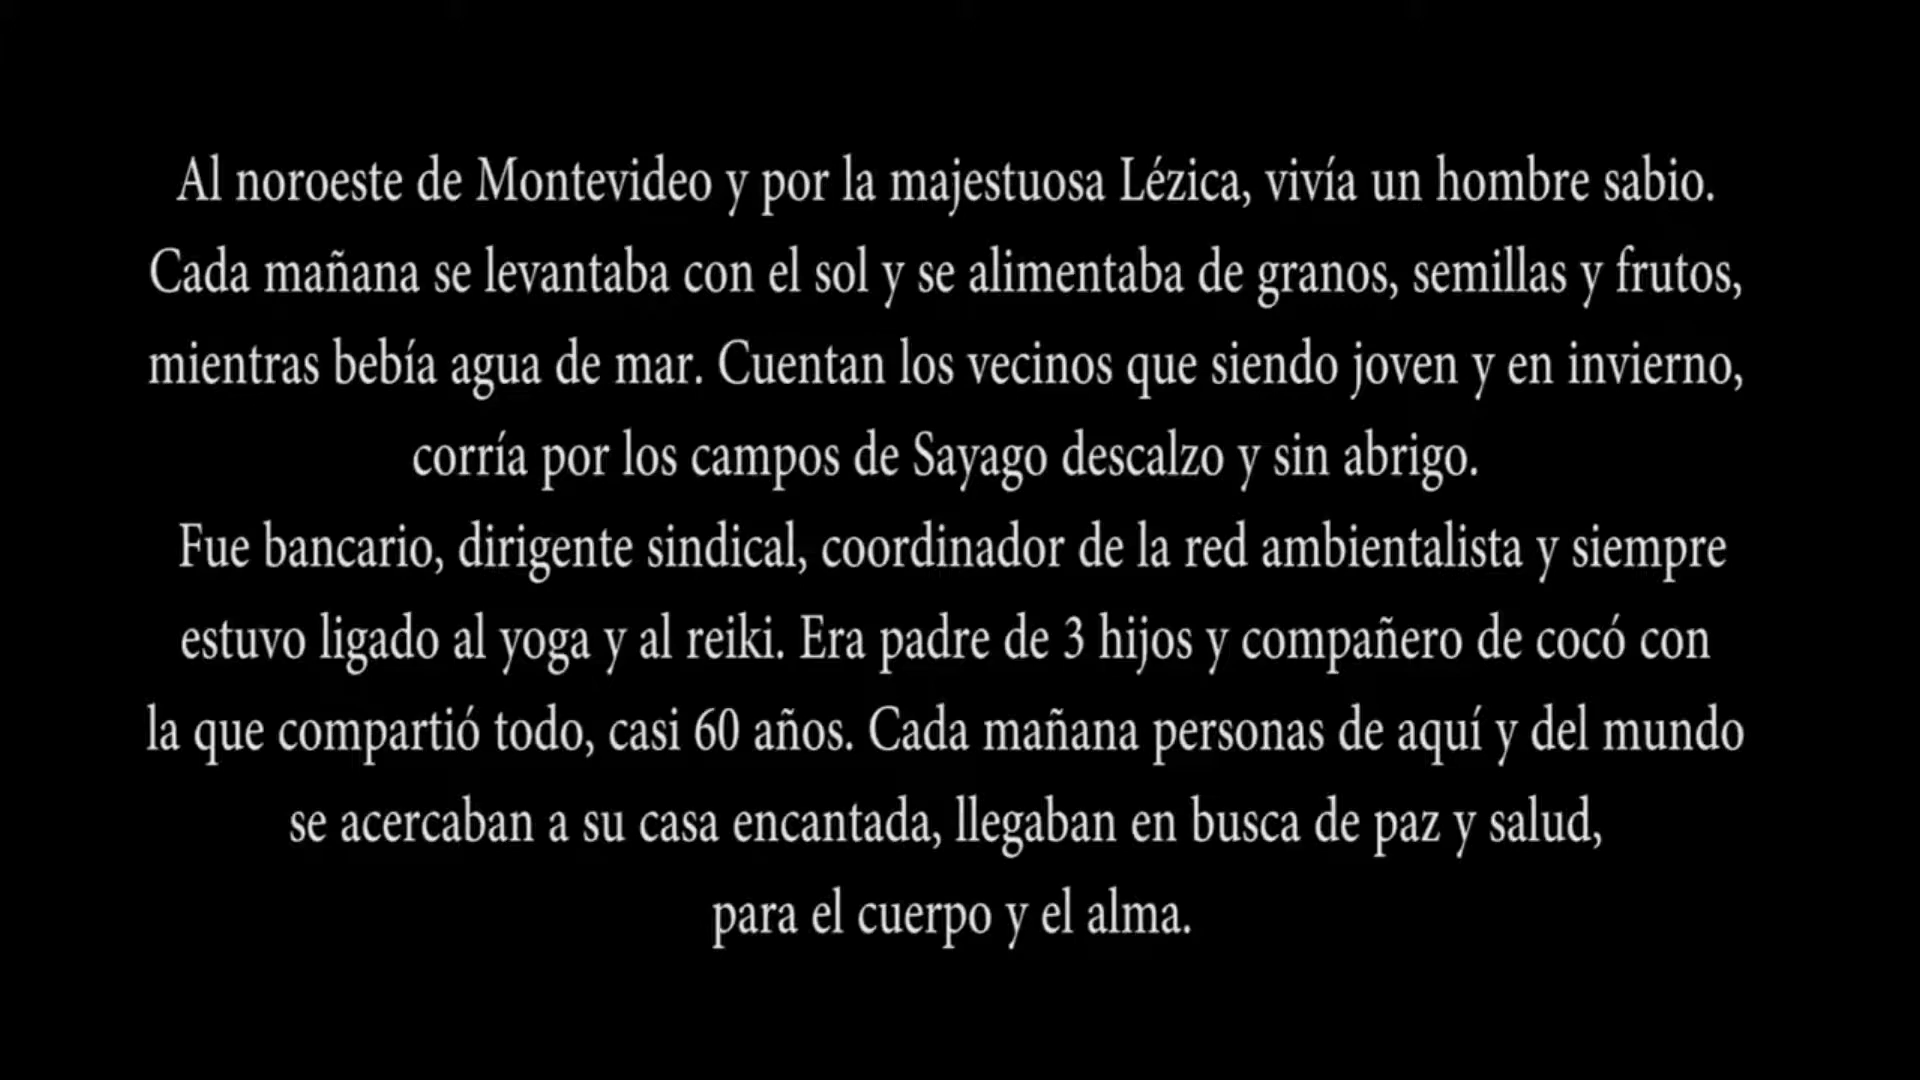 Al noroeste de Montevideo y por la majestuosa Lézica, vivía un hombre sabio.
Cada mañana se levantaba con el sol y se alimentaba de granos, semillas y frutos,
mientras bebía agua de mar. Cuentan los vecinos que siendo joven y en invierno,
corría por los campos de Sayago descalzo y sin abrigo.
Fue bancario, dirigente sindical, coordinador de la red ambientalista y siempre
estuvo ligado al yoga y al reiki. Era padre de 3 hijos y compañero de cocó con
la que compartió todo, casi 60 años. Cada mañana personas de aquí y del mundo
se acercaban a su casa encantada, llegaban en busca de paz y salud,
para el cuerpo y el alma.